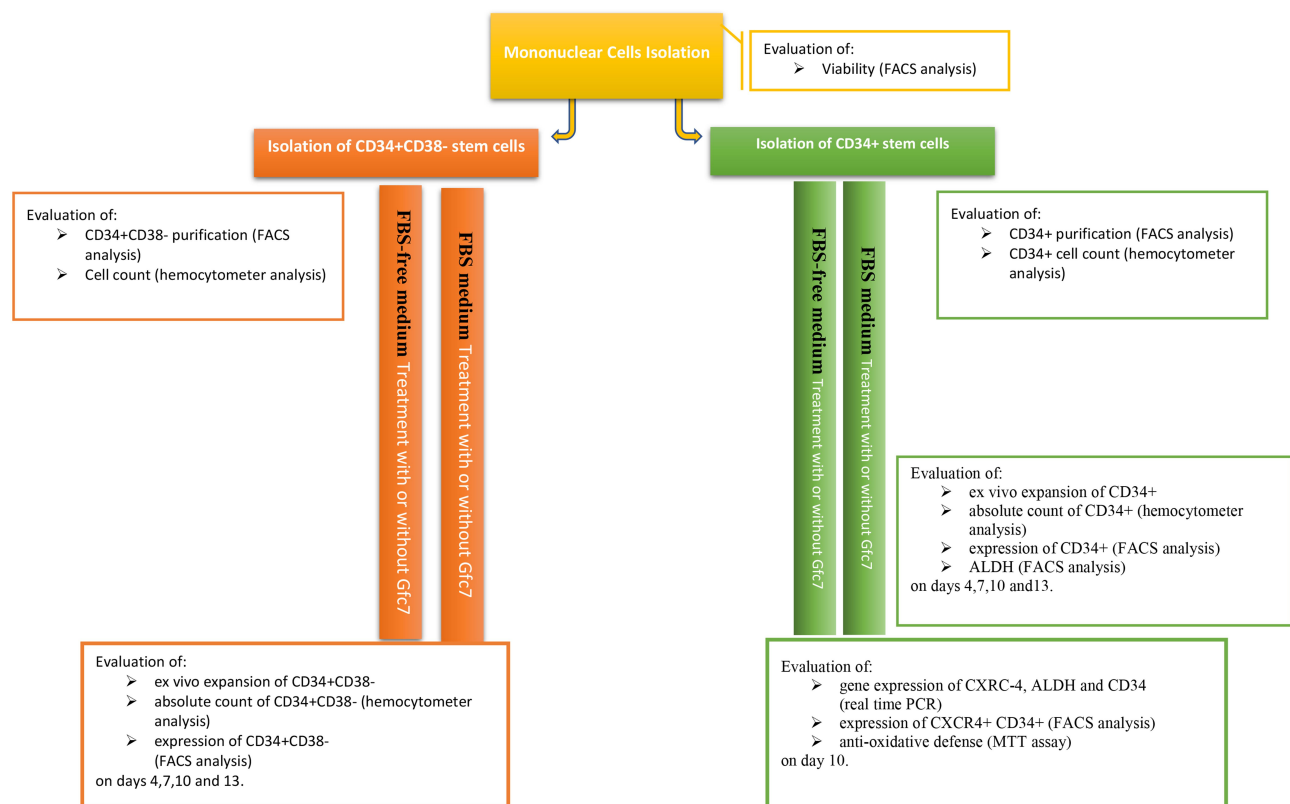 Mononuclear Cells Isolation
Evaluation of:
➢ Viability (FACS analysis)
Isolation of CD34+CD38- stem cells
Isolation of CD34+ stem cells
Evaluation of:
➢ CD34+CD38- purification (FACS
analysis)
➢ Cell count (hemocytometer analysis)
FBS-free medium Treatment with or without Gfc7
FBS medium Treatment with or without Gfc7
FBS-free medium Treatment with or without Gfc7
FBS medium Treatment with or without Gfc7
Evaluation of:
➢ CD34+ purification (FACS analysis)
➢ CD34+ cell count (hemocytometer
analysis)
Evaluation of:
➢ ex vivo expansion of CD34+
➢ absolute count of CD34+ (hemocytometer
analysis)
➢ expression of CD34+ (FACS analysis)
➢ ALDH (FACS analysis)
on days 4,7,10 and13.
Evaluation of:
➢ ex vivo expansion of CD34+CD38-
➢ absolute count of CD34+CD38- (hemocytometer
analysis)
➢ expression of CD34+CD38-
(FACS analysis)
on days 4,7,10 and 13.
Evaluation of:
➢ gene expression of CXRC-4, ALDH and CD34
(real time PCR)
➢ expression of CXCR4+ CD34+ (FACS analysis)
➢ anti-oxidative defense (MTT assay)
on day 10.